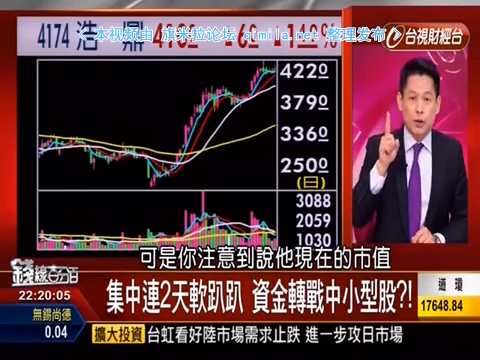 < 本视频由 旗米拉论坛 qimila.net 整理发布 >
4174 浩 鼎
台視財經台
4220
3790
3360
2500
(日)
3088
2059
1030
可是你注意到說他現在的市值
錢線百分百
集中連2天軟趴趴 資金轉戰中小型股?!
道 瓊
17648.84
22:20:05
無錫尚德
0.04
擴大投資 台虹看好陸市場需求止跌 進一步攻日市場